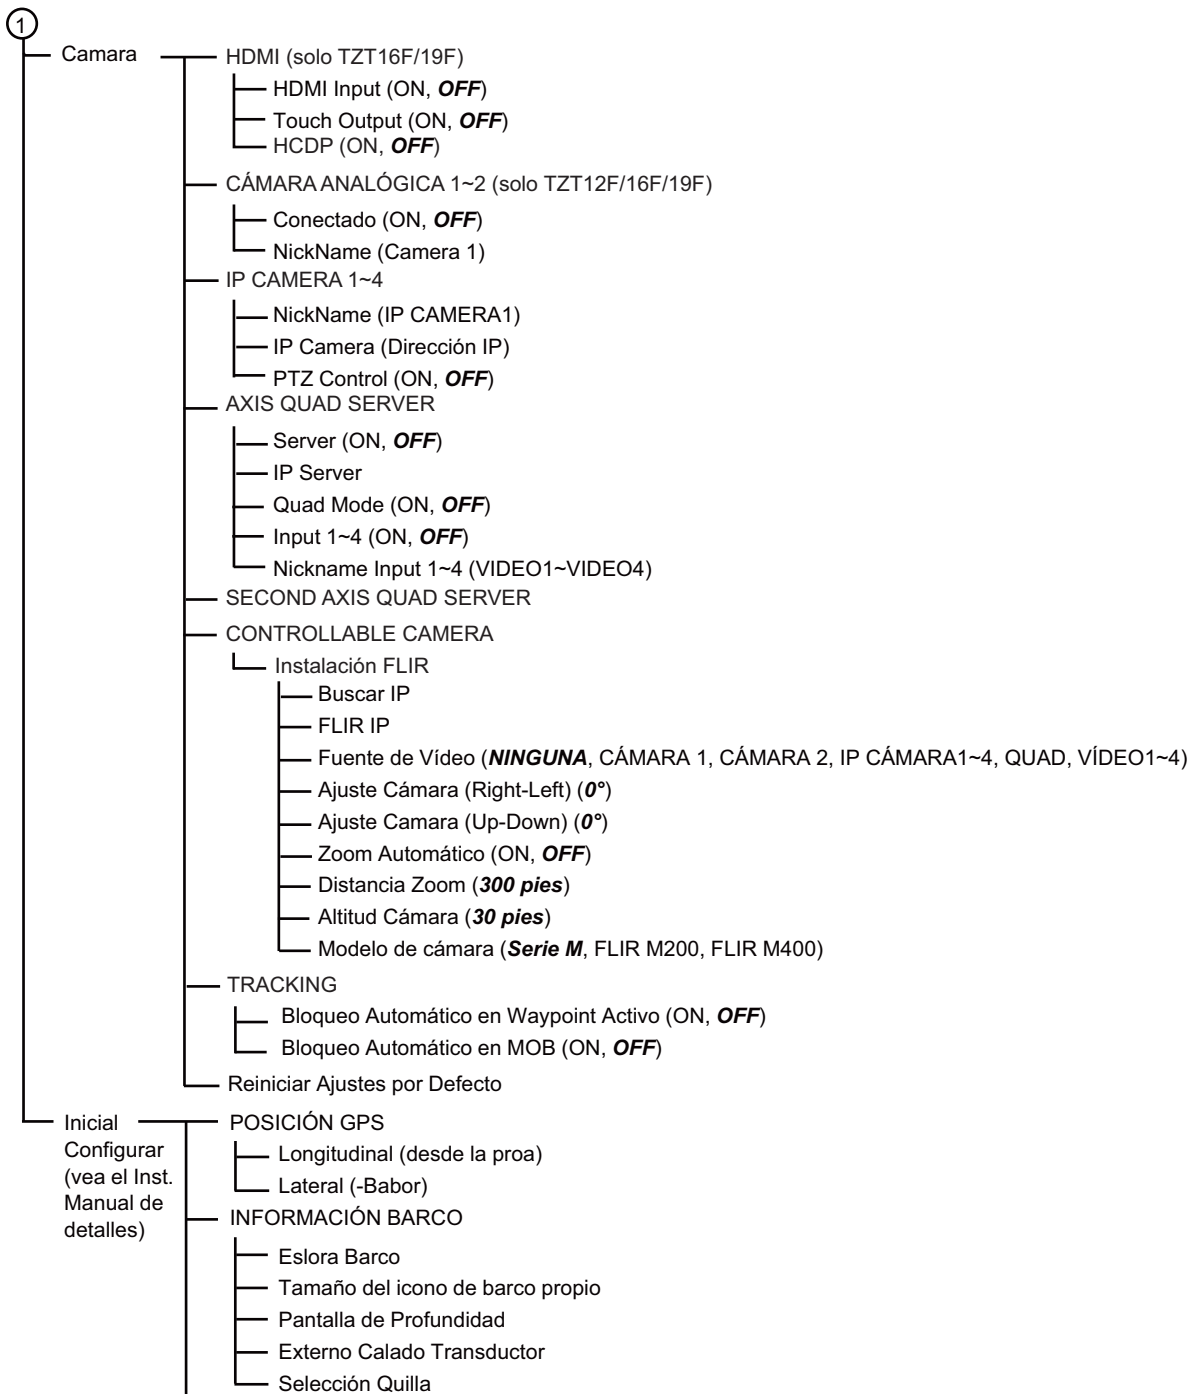 1
Camara
HDMI (solo TZT16F/19F)
HDMI Input (ON, OFF)
Touch Output (ON, OFF)
HCDP (ON, OFF)
CÁMARA ANALÓGICA 1~2 (solo TZT12F/16F/19F)
Conectado (ON, OFF)
NickName (Camera 1)
IP CAMERA 1~4
NickName (IP CAMERA1)
IP Camera (Dirección IP)
PTZ Control (ON, OFF)
AXIS QUAD SERVER
Server (ON, OFF)
IP Server
Quad Mode (ON, OFF)
Input 1~4 (ON, OFF)
Nickname Input 1~4 (VIDEO1~VIDEO4)
SECOND AXIS QUAD SERVER
CONTROLLABLE CAMERA
Instalación FLIR
Buscar IP
FLIR IP
Fuente de Vídeo (NINGUNA, CÁMARA 1, CÁMARA 2, IP CÁMARA1~4, QUAD, VÍDEO1~4)
Ajuste Cámara (Right-Left) (0°)
Ajuste Camara (Up-Down) (0°)
Zoom Automático (ON, OFF)
Distancia Zoom (300 pies)
Altitud Cámara (30 pies)
Modelo de cámara (Serie M, FLIR M200, FLIR M400)
TRACKING
Bloqueo Automático en Waypoint Activo (ON, OFF)
Bloqueo Automático en MOB (ON, OFF)
Reiniciar Ajustes por Defecto
Inicial
Configurar
(vea el Inst.
Manual de
detalles)
POSICIÓN GPS
Longitudinal (desde la proa)
Lateral (-Babor)
INFORMACIÓN BARCO
Eslora Barco
Tamaño del icono de barco propio
Pantalla de Profundidad
Externo Calado Transductor
Selección Quilla